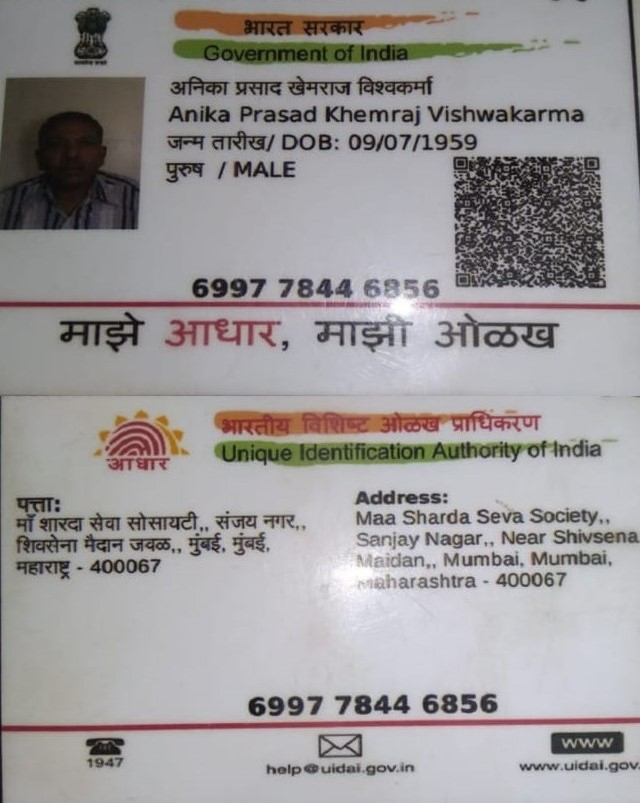 भारत सरकार
Government of India
अनिका प्रसाद खेमराज विश्वकर्मा
Anika Prasad Khemraj Vishwakarma
जन्म तारीख/ DOB: 09/07/1959
पुरुष / MALE
6997 7844 6856
माझे आधार, माझी ओळख
भारतीय विशिष्ट ओळख प्राधिकरण
Unique Identification Authority of India
आधार
पत्ता:
माँ शारदा सेवा सोसायटी,, संजय नगर,,
शिवसेना मैदान जवळ,, मुंबई, मुंबई,
महाराष्ट्र - 400067
Address:
Maa Sharda Seva Society,,
Sanjay Nagar,, Near Shivsena
Maidan,, Mumbai, Mumbai,
Maharashtra - 400067
6997 7844 6856
1947
help@uidai.gov.in
www
www.uidai.gov.